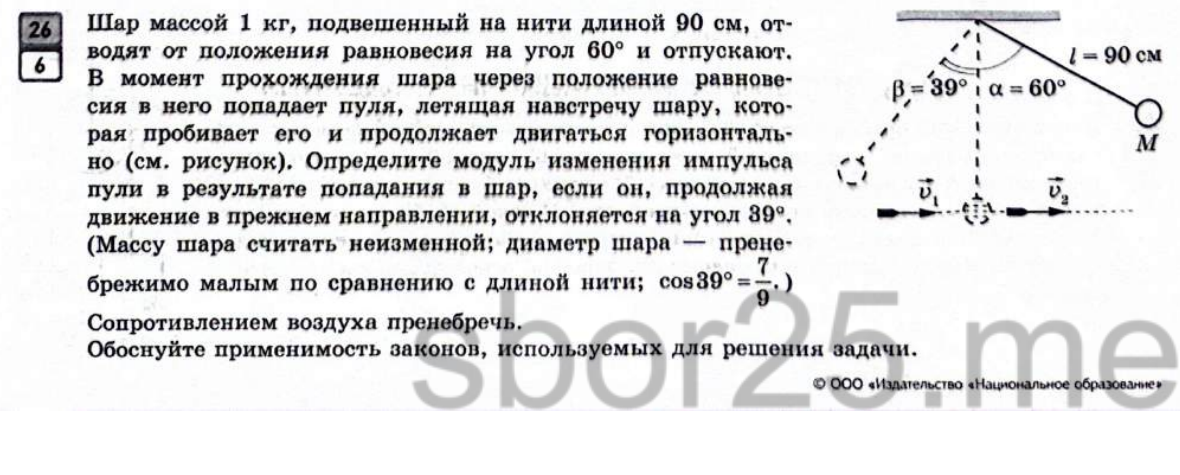 26
6
Шар массой 1 кг, подвешенный на нити длиной 90 см, от-
водят от положения равновесия на угол 60° и отпускают.
В момент прохождения шара через положение равнове-
сия в него попадает пуля, летящая навстречу шару, кото-
рая пробивает его и продолжает двигаться горизонталь-
но (см. рисунок). Определите модуль изменения импульса
пули в результате попадания в шар, если он, продолжая
движение в прежнем направлении, отклоняется на угол 39°.
(Массу шара считать неизменной; диаметр шара — прене-
брежимо малым по сравнению с длиной нити; cos39° = 7/9.)
Сопротивлением воздуха пренебречь.
Обоснуйте применимость законов, используемых для решения задачи.
l = 90 см
β = 39° α = 60°
M
v⃗₁ v⃗₂
© ООО «Издательство «Национальное образование»
sbor25.me